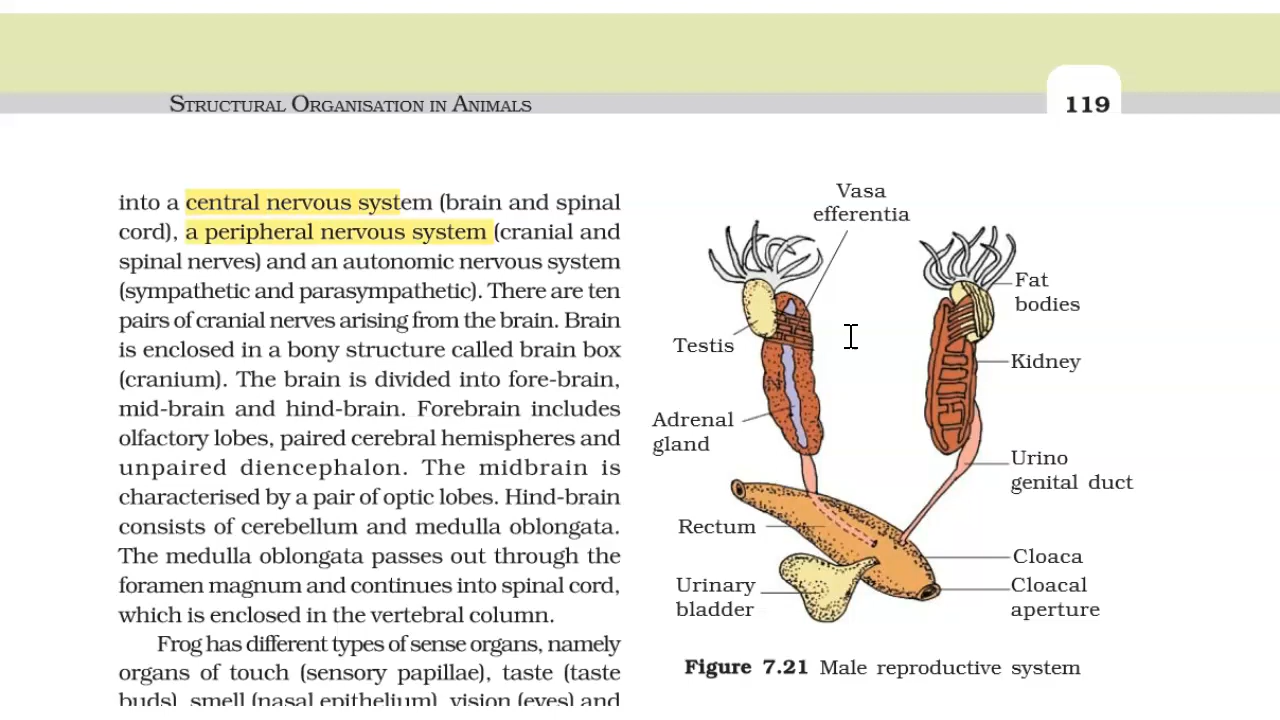 STRUCTURAL ORGANISATION IN ANIMALS
119
into a central nervous system (brain and spinal
cord), a peripheral nervous system (cranial and
spinal nerves) and an autonomic nervous system
(sympathetic and parasympathetic). There are ten
pairs of cranial nerves arising from the brain. Brain
is enclosed in a bony structure called brain box
(cranium). The brain is divided into fore-brain,
mid-brain and hind-brain. Forebrain includes
olfactory lobes, paired cerebral hemispheres and
unpaired diencephalon. The midbrain is
characterised by a pair of optic lobes. Hind-brain
consists of cerebellum and medulla oblongata.
The medulla oblongata passes out through the
foramen magnum and continues into spinal cord,
which is enclosed in the vertebral column.
Frog has different types of sense organs, namely
organs of touch (sensory papillae), taste (taste
buds), smell (nasal epithelium), vision (eyes) and
Vasa
efferentia
Fat
bodies
Testis
Kidney
Adrenal
gland
Urino
genital duct
Rectum
Cloaca
Urinary
bladder
Cloacal
aperture
Figure 7.21 Male reproductive system